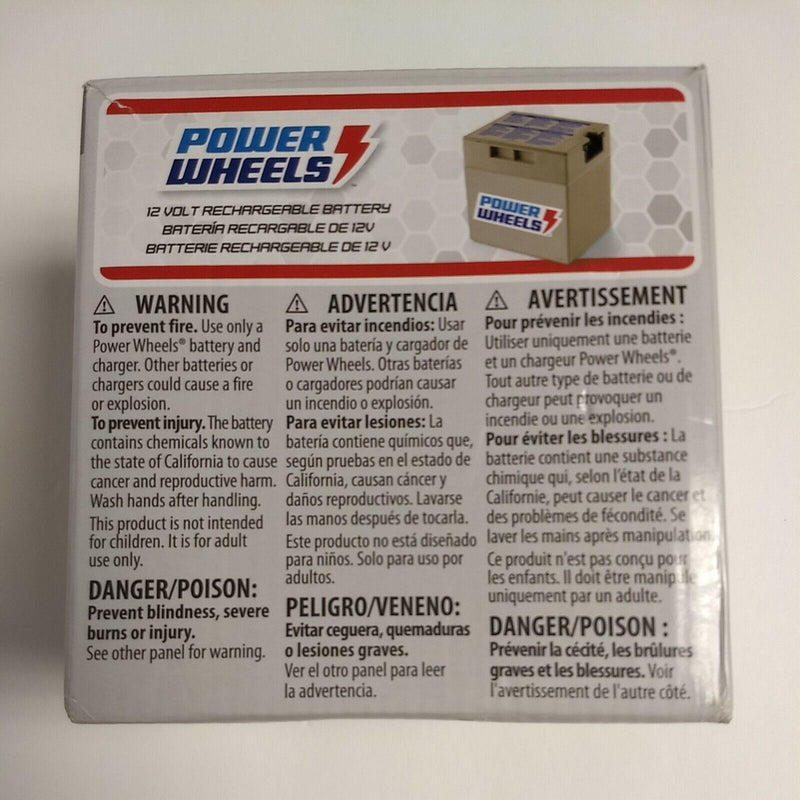 POWER
WHEELS
™
12 VOLT RECHARGEABLE BATTERY
BATERÍA RECARGABLE DE 12V
BATTERIE RECHARGEABLE DE 12 V
POWER
WHEELS
WARNING
To prevent fire. Use only a
Power Wheels® battery and
charger. Other batteries or
chargers could cause a fire
or explosion.
To prevent injury. The battery
contains chemicals known to
the state of California to cause
cancer and reproductive harm.
Wash hands after handling.
This product is not intended
for children. It is for adult
use only.
DANGER/POISON:
Prevent blindness, severe
burns or injury.
See other panel for warning.
ADVERTENCIA
Para evitar incendios: Usar
solo una batería y cargador de
Power Wheels. Otras baterías
o cargadores podrían causar
un incendio o explosión.
Para evitar lesiones: La
batería contiene químicos que,
según pruebas en el estado de
California, causan cáncer y
daños reproductivos. Lavarse
las manos después de tocarla.
Este producto no está diseñado
para niños. Solo para uso por
adultos.
PELIGRO/VENENO:
Evitar ceguera, quemaduras
o lesiones graves.
Ver el otro panel para leer
la advertencia.
AVERTISSEMENT
Pour prévenir les incendies :
Utiliser uniquement une batterie
et un chargeur Power Wheels®.
Tout autre type de batterie ou de
chargeur peut provoquer un
incendie ou une explosion.
Pour éviter les blessures : La
batterie contient une substance
chimique qui, selon l'état de la
Californie, peut causer le cancer et
des problèmes de fécondité. Se
laver les mains après manipulation.
Ce produit n'est pas conçu pour
les enfants. Il doit être manipulé
uniquement par un adulte.
DANGER/POISON :
Prévenir la cécité, les brûlures
graves et les blessures. Voir
l'avertissement de l'autre côté.